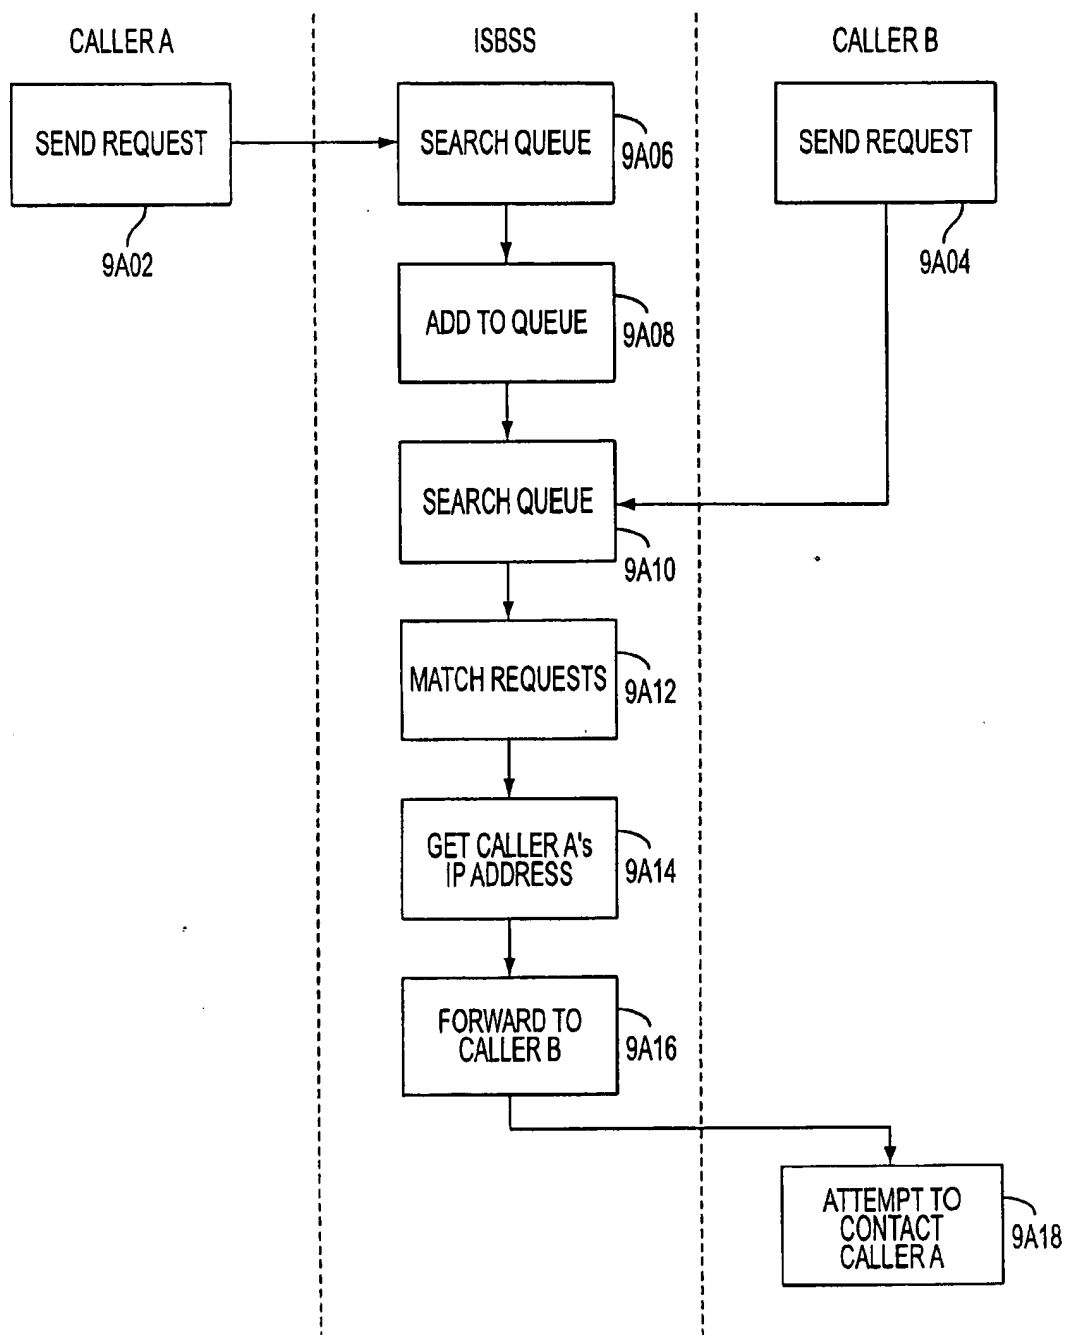 CALLER A
ISBSS
CALLER B
SEND REQUEST
9A02
SEARCH QUEUE
9A06
SEND REQUEST
9A04
ADD TO QUEUE
9A08
SEARCH QUEUE
9A10
MATCH REQUESTS
9A12
GET CALLER A's
IP ADDRESS
9A14
FORWARD TO
CALLER B
9A16
ATTEMPT TO
CONTACT
CALLER A
9A18